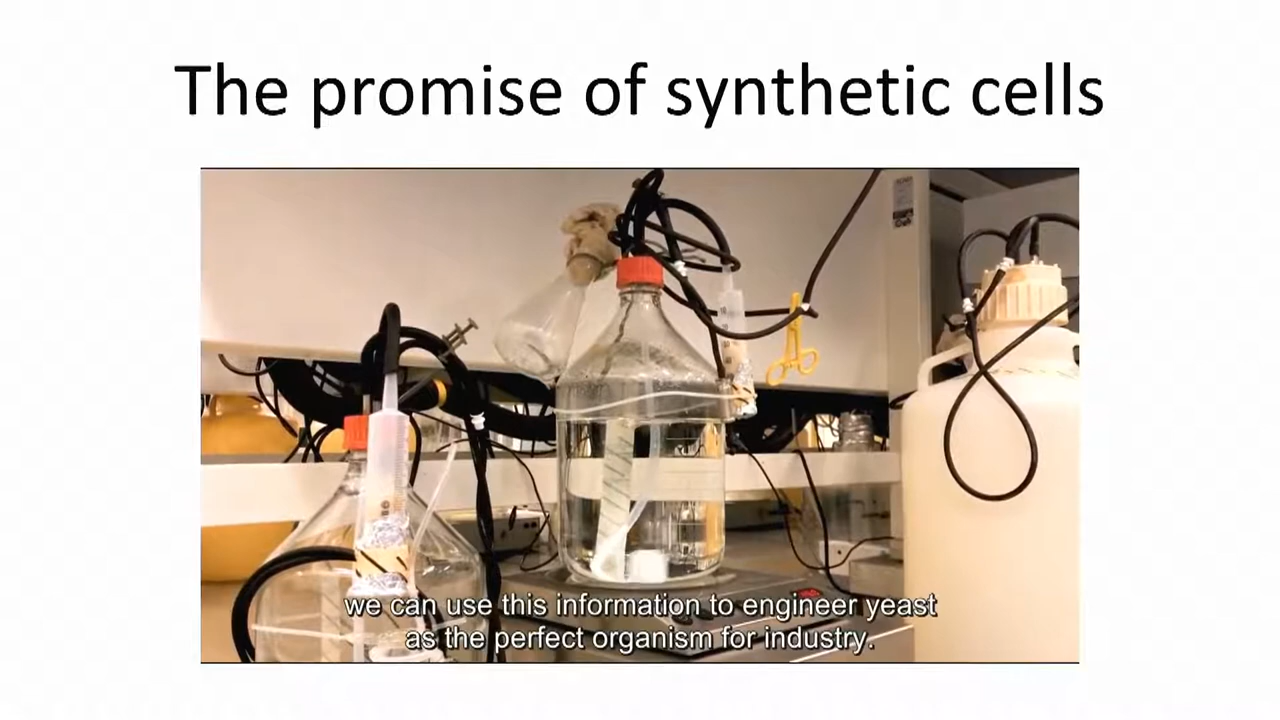 The promise of synthetic cells
we can use this information to engineer yeast
as the perfect organism for industry.